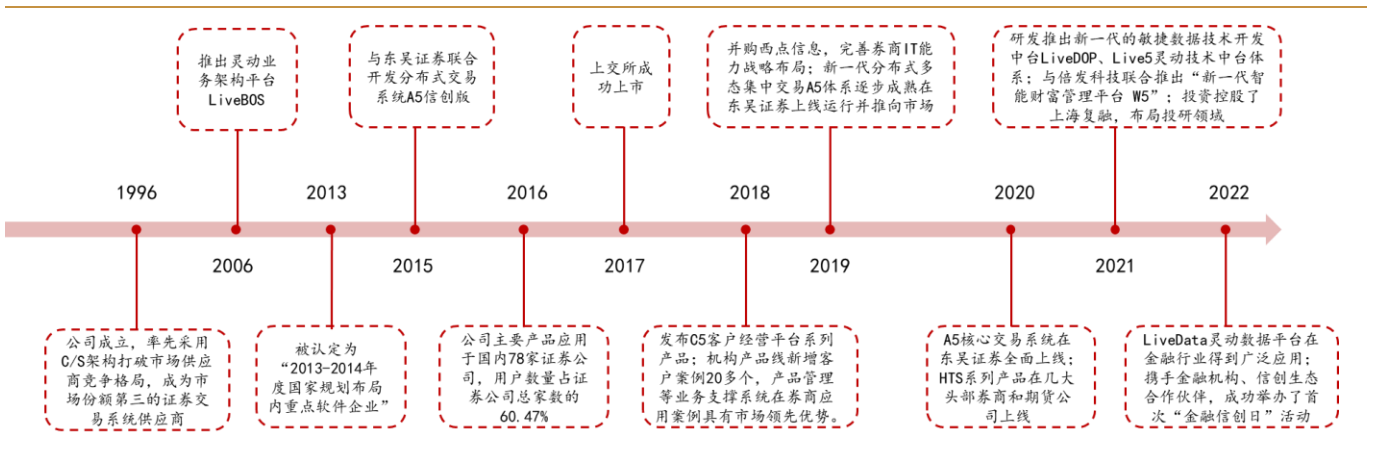 推出灵动业
务架构平台
LiveBOS
与东吴证券联合
开发分布式交易
系统A5信创版
上交所成
功上市
并购西点信息，完善券商IT能
力战略布局；新一代分布式多
态集中交易A5体系逐步成熟在
东吴证券上线运行并推向市场
研发推出新一代的敏捷数据技术开发
中台LiveDOP、Live5灵动技术中台体
系；与倍发科技联合推出“新一代智
能财富管理平台 W5”；投资控股了
上海复融，布局投研领域
1996
2013
2016
2018
2020
2022
2006
2015
2017
2019
2021
公司成立，率先采用
C/S架构打破市场供应
商竞争格局，成为市
场份额第三的证券交
易系统供应商
被认定为
“2013-2014年
度国家规划布局
内重点软件企业”
公司主要产品应用
于国内78家证券公
司，用户数量占证
券公司总家数的
60.47%
发布C5客户经营平台系列
产品；机构产品线新增客
户案例20多个，产品管理
等业务支撑系统在券商应
用案例具有市场领先优势。
A5核心交易系统在
东吴证券全面上线；
HTS系列产品在几大
头部券商和期货公
司上线
LiveData灵动数据平台在
金融行业得到广泛应用；
携手金融机构、信创生态
合作伙伴，成功举办了首
次“金融信创日”活动